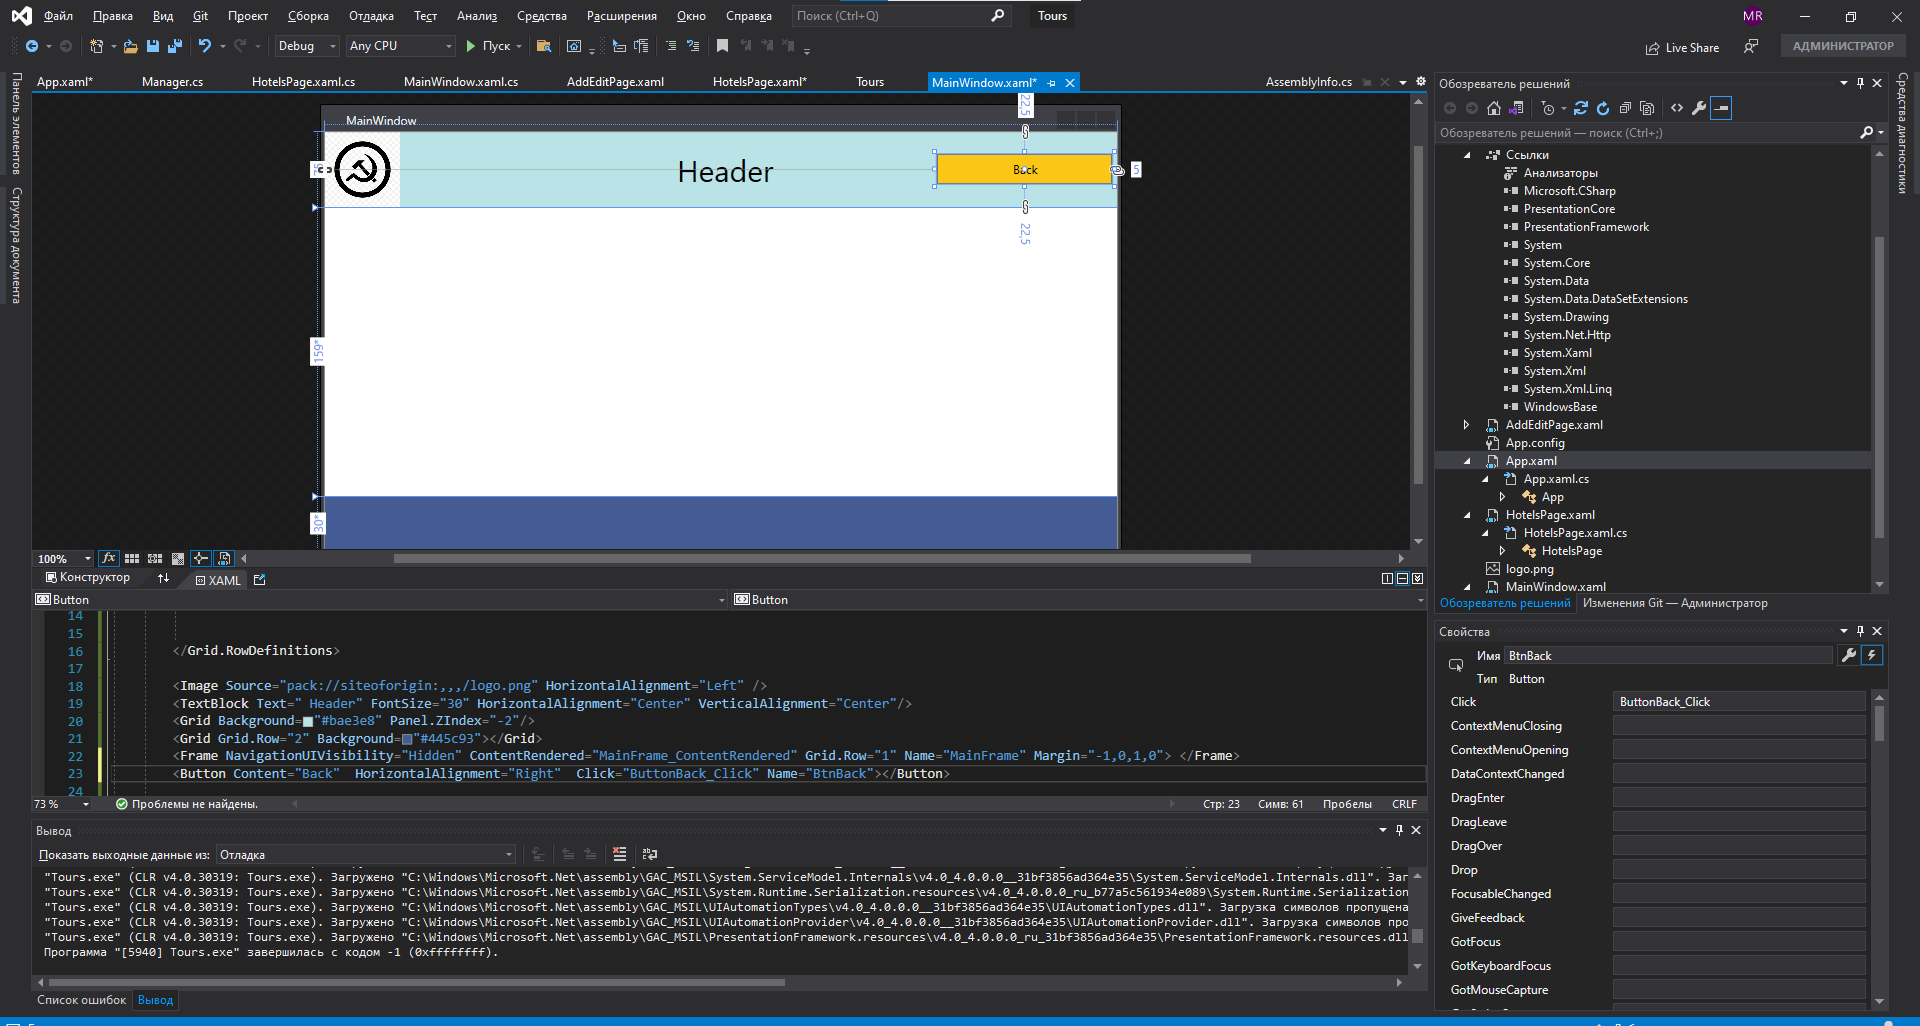 Файл Правка Вид Git Проект Сборка Отладка Тест Анализ Средства Расширения Окно Справка Поиск (Ctrl+Q) Tours MR
Debug Any CPU Пуск Live Share АДМИНИСТРАТОР
App.xaml* Manager.cs HotelsPage.xaml.cs MainWindow.xaml.cs AddEditPage.xaml HotelsPage.xaml* Tours MainWindow.xaml* AssemblyInfo.cs
Панель элементов
Структура документа
MainWindow
22,5
Header
Back
5
22,5
159*
30*
100%
Конструктор XAML
Button Button
14
15
16 </Grid.RowDefinitions>
17
18 <Image Source="pack://siteoforigin:,,,/logo.png" HorizontalAlignment="Left" />
19 <TextBlock Text=" Header" FontSize="30" HorizontalAlignment="Center" VerticalAlignment="Center"/>
20 <Grid Background="#bae3e8" Panel.ZIndex="-2"/>
21 <Grid Grid.Row="2" Background="#445c93"></Grid>
22 <Frame NavigationUIVisibility="Hidden" ContentRendered="MainFrame_ContentRendered" Grid.Row="1" Name="MainFrame" Margin="-1,0,1,0"> </Frame>
23 <Button Content="Back"  HorizontalAlignment="Right"  Click="ButtonBack_Click" Name="BtnBack"></Button>
24
73 % Проблемы не найдены. Стр: 23 Симв: 61 Пробелы CRLF
Вывод
Показать выходные данные из: Отладка
"Tours.exe" (CLR v4.0.30319: Tours.exe). Загружено "C:\Windows\Microsoft.Net\assembly\GAC_MSIL\System.ServiceModel.Internals\v4.0_4.0.0.0__31bf3856ad364e35\System.ServiceModel.Internals.dll". Заг
"Tours.exe" (CLR v4.0.30319: Tours.exe). Загружено "C:\Windows\Microsoft.Net\assembly\GAC_MSIL\System.Runtime.Serialization.resources\v4.0_4.0.0.0_ru_b77a5c561934e089\System.Runtime.Serialization
"Tours.exe" (CLR v4.0.30319: Tours.exe). Загружено "C:\Windows\Microsoft.Net\assembly\GAC_MSIL\UIAutomationTypes\v4.0_4.0.0.0__31bf3856ad364e35\UIAutomationTypes.dll". Загрузка символов пропущена
"Tours.exe" (CLR v4.0.30319: Tours.exe). Загружено "C:\Windows\Microsoft.Net\assembly\GAC_MSIL\UIAutomationProvider\v4.0_4.0.0.0__31bf3856ad364e35\UIAutomationProvider.dll". Загрузка символов про
"Tours.exe" (CLR v4.0.30319: Tours.exe). Загружено "C:\Windows\Microsoft.Net\assembly\GAC_MSIL\PresentationFramework.resources\v4.0_4.0.0.0_ru_31bf3856ad364e35\PresentationFramework.resources.dll
Программа "[5940] Tours.exe" завершилась с кодом -1 (0xffffffff).
Список ошибок Вывод
Обозреватель решений
Обозреватель решений — поиск (Ctrl+;)
Ссылки
Анализаторы
Microsoft.CSharp
PresentationCore
PresentationFramework
System
System.Core
System.Data
System.Data.DataSetExtensions
System.Drawing
System.Net.Http
System.Xaml
System.Xml
System.Xml.Linq
WindowsBase
AddEditPage.xaml
App.config
App.xaml
App.xaml.cs
App
HotelsPage.xaml
HotelsPage.xaml.cs
HotelsPage
logo.png
MainWindow.xaml
Обозреватель решений Изменения Git — Администратор
Свойства
Имя BtnBack
Тип Button
Click ButtonBack_Click
ContextMenuClosing
ContextMenuOpening
DataContextChanged
DragEnter
DragLeave
DragOver
Drop
FocusableChanged
GiveFeedback
GotFocus
GotKeyboardFocus
GotMouseCapture
Средства диагностики